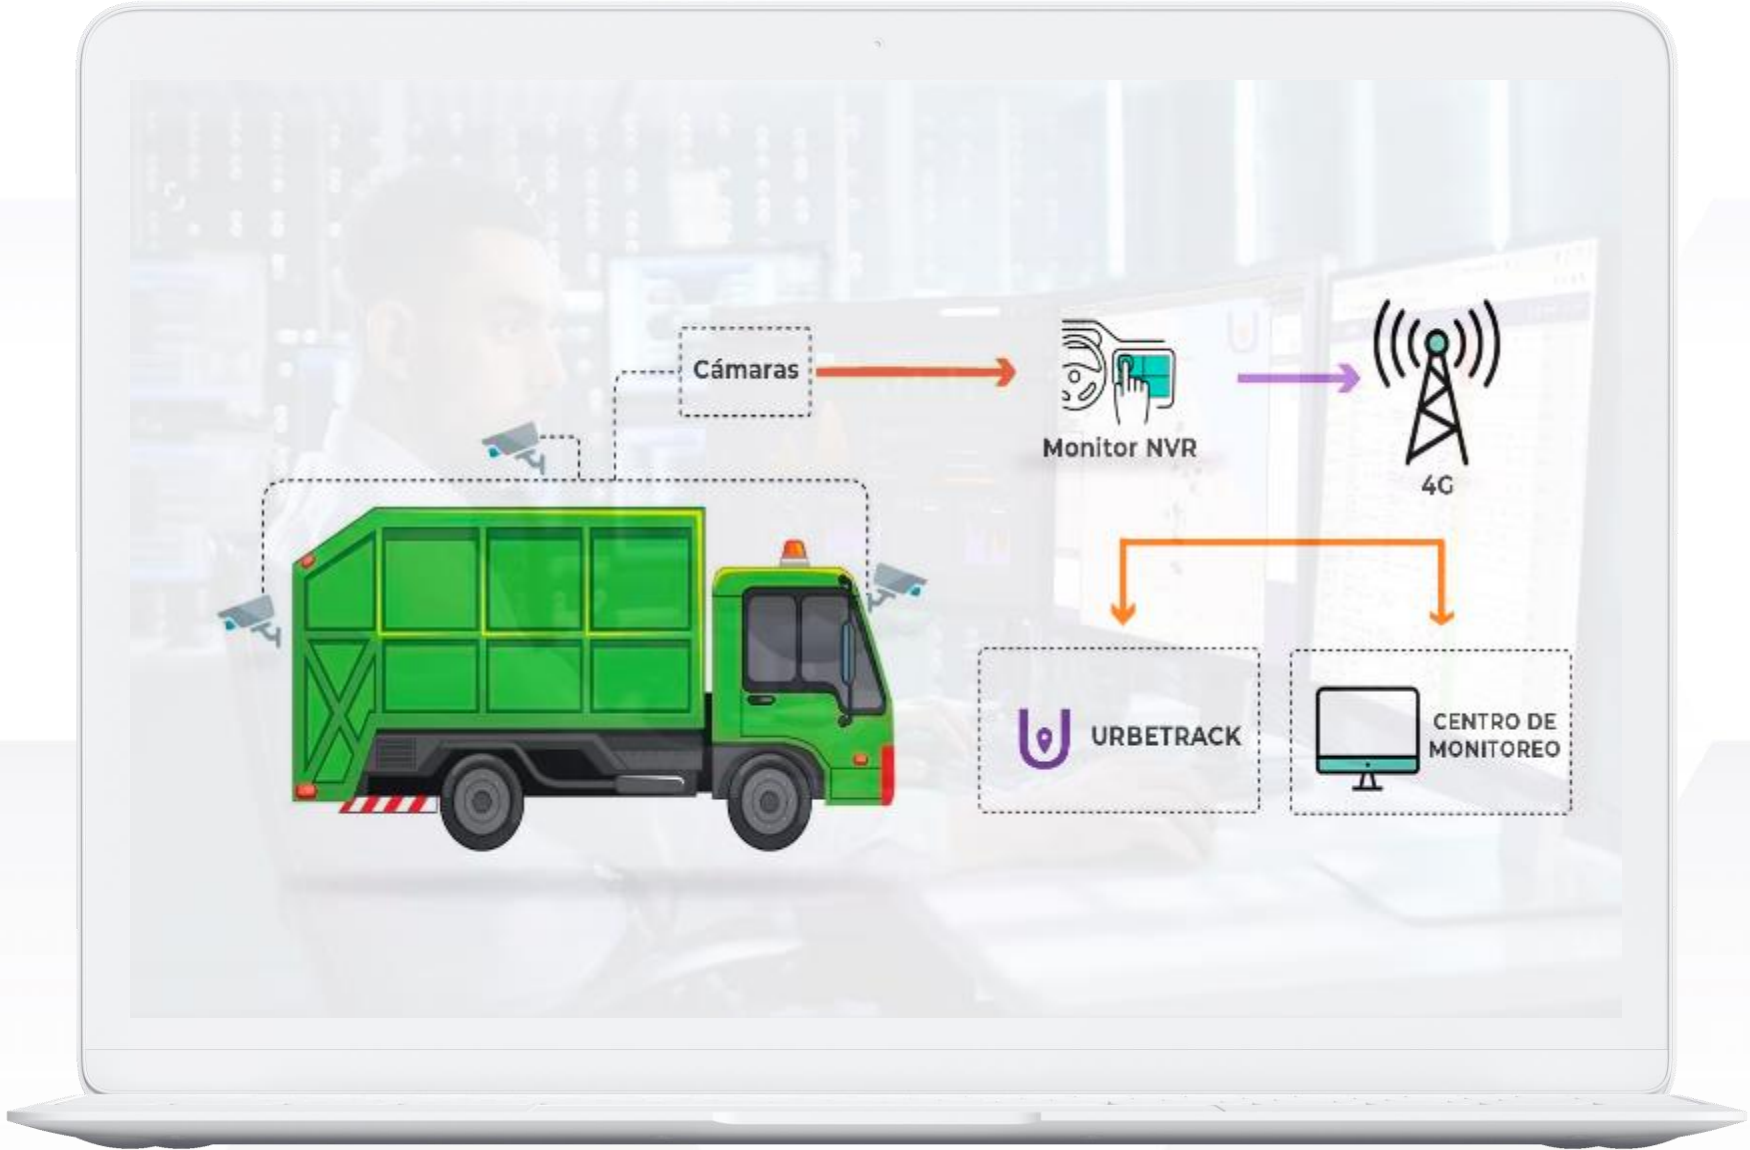 Cámaras
Monitor NVR
4G
URBETRACK
CENTRO DE
MONITOREO